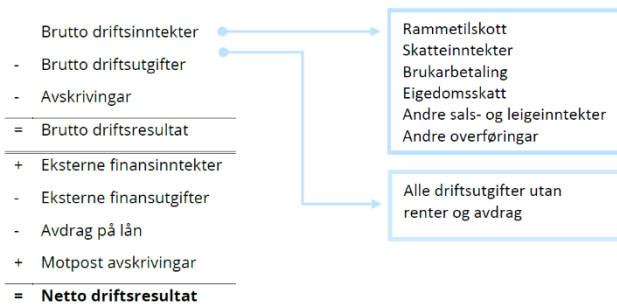 Brutto driftsinntekter
- Brutto driftsutgifter
- Avskrivingar
= Brutto driftsresultat
+ Eksterne finansinntekter
- Eksterne finansutgifter
- Avdrag på lån
+ Motpost avskrivingar
= Netto driftsresultat
Rammetilskott
Skatteinntekter
Brukarbetaling
Eigedomsskatt
Andre sals- og leigeinntekter
Andre overføringar
Alle driftsutgifter utan
renter og avdrag